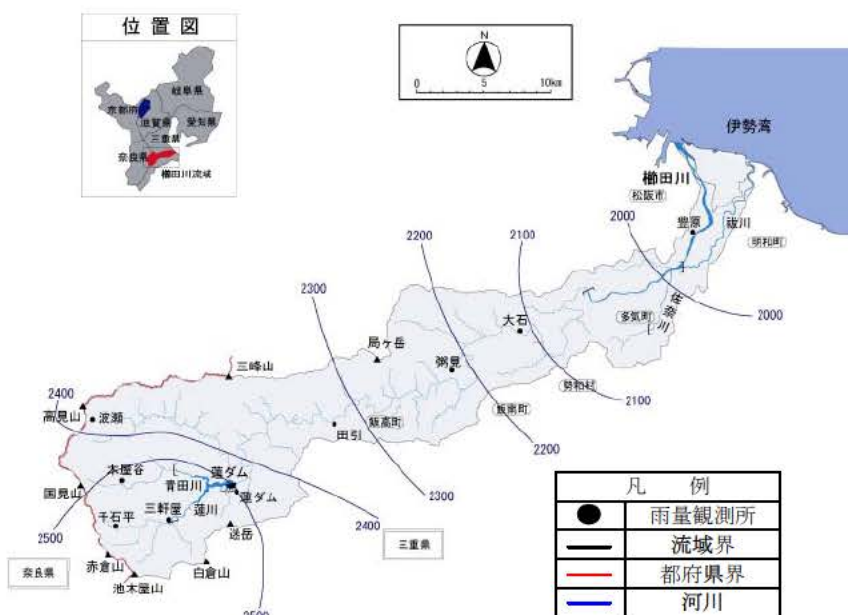 位置図
岐阜県
京都府
滋賀県
愛知県
三重県
奈良県
櫛田川流域
N
0 5 10km
伊勢湾
櫛田川
松阪市
2000
豊原
祓川
明和町
2200
2100
2300
佐奈川
2000
多気町
大石
局ヶ岳
粥見
三峰山
勢和村
2400
2100
高見山
波瀬
飯高町
飯南町
田引
2200
木屋谷
蓮ダム
青田川
蓮ダム
国見山
2300
三軒屋
蓮川
千石平
迷岳
2400
2500
三重県
奈良県
赤倉山
白倉山
池木屋山
2500
凡例
雨量観測所
流域界
都府県界
河川